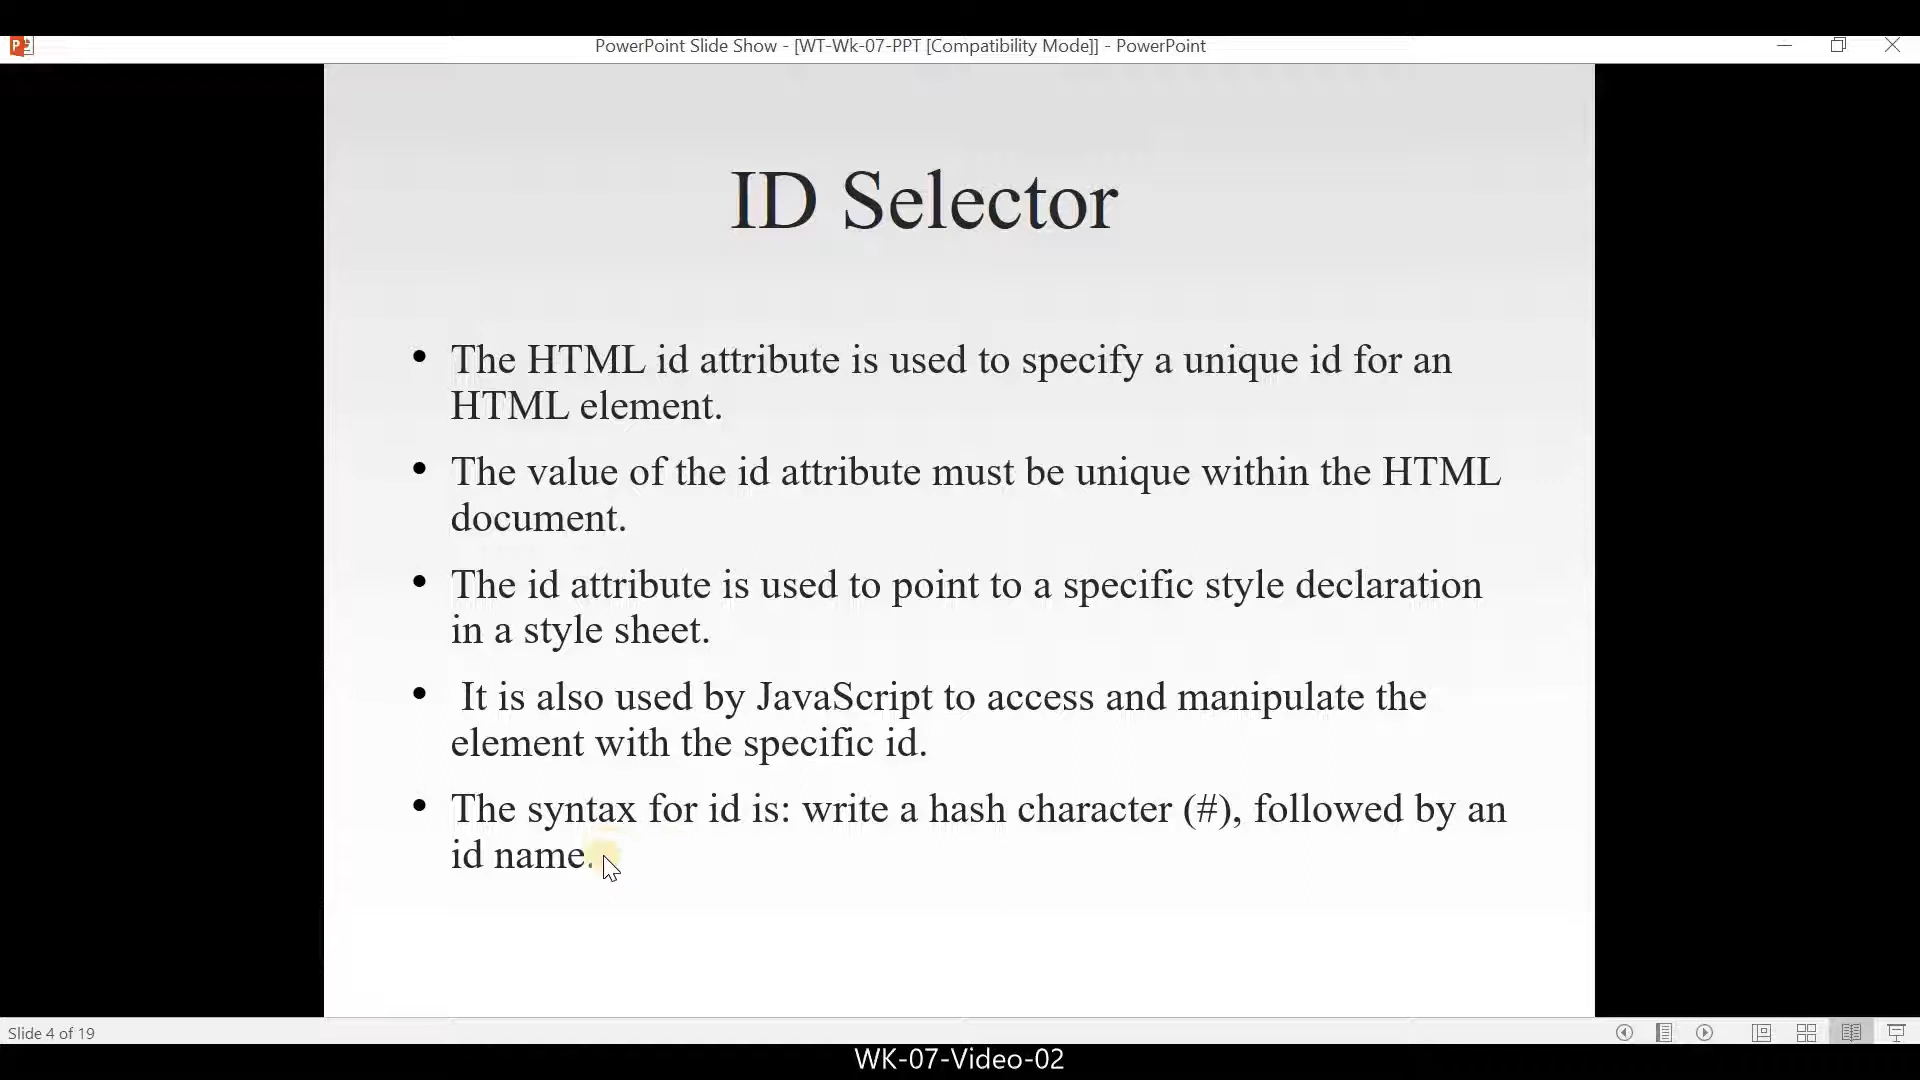 PowerPoint Slide Show - [WT-Wk-07-PPT [Compatibility Mode]] - PowerPoint
ID Selector
• The HTML id attribute is used to specify a unique id for an
HTML element.
• The value of the id attribute must be unique within the HTML
document.
• The id attribute is used to point to a specific style declaration
in a style sheet.
• It is also used by JavaScript to access and manipulate the
element with the specific id.
• The syntax for id is: write a hash character (#), followed by an
id name.
Slide 4 of 19
WK-07-Video-02